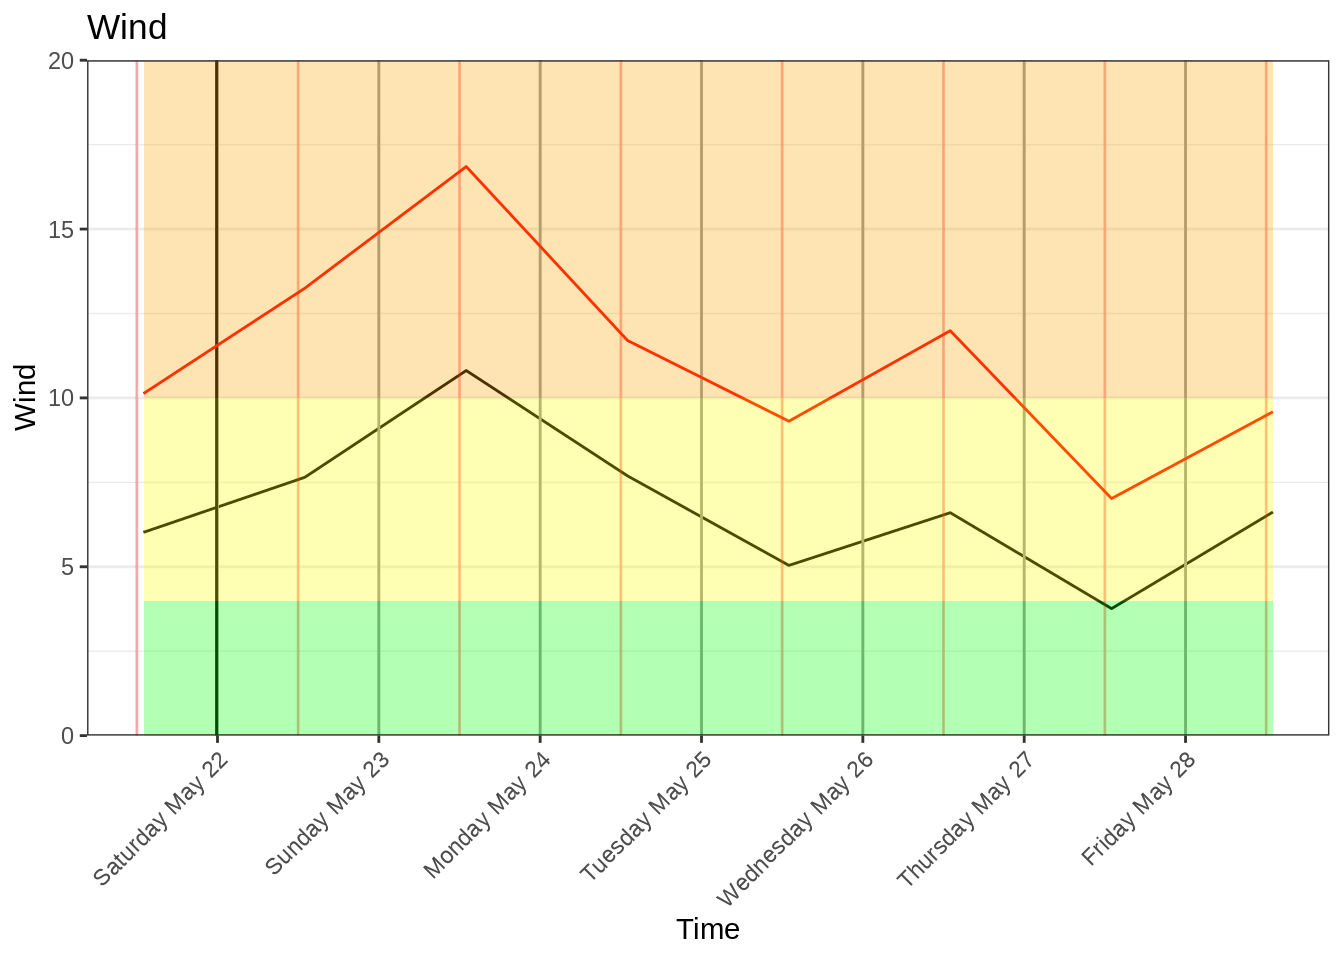 Wind
Wind
20
15
10
5
0
Saturday May 22
Sunday May 23
Monday May 24
Tuesday May 25
Wednesday May 26
Thursday May 27
Friday May 28
Time